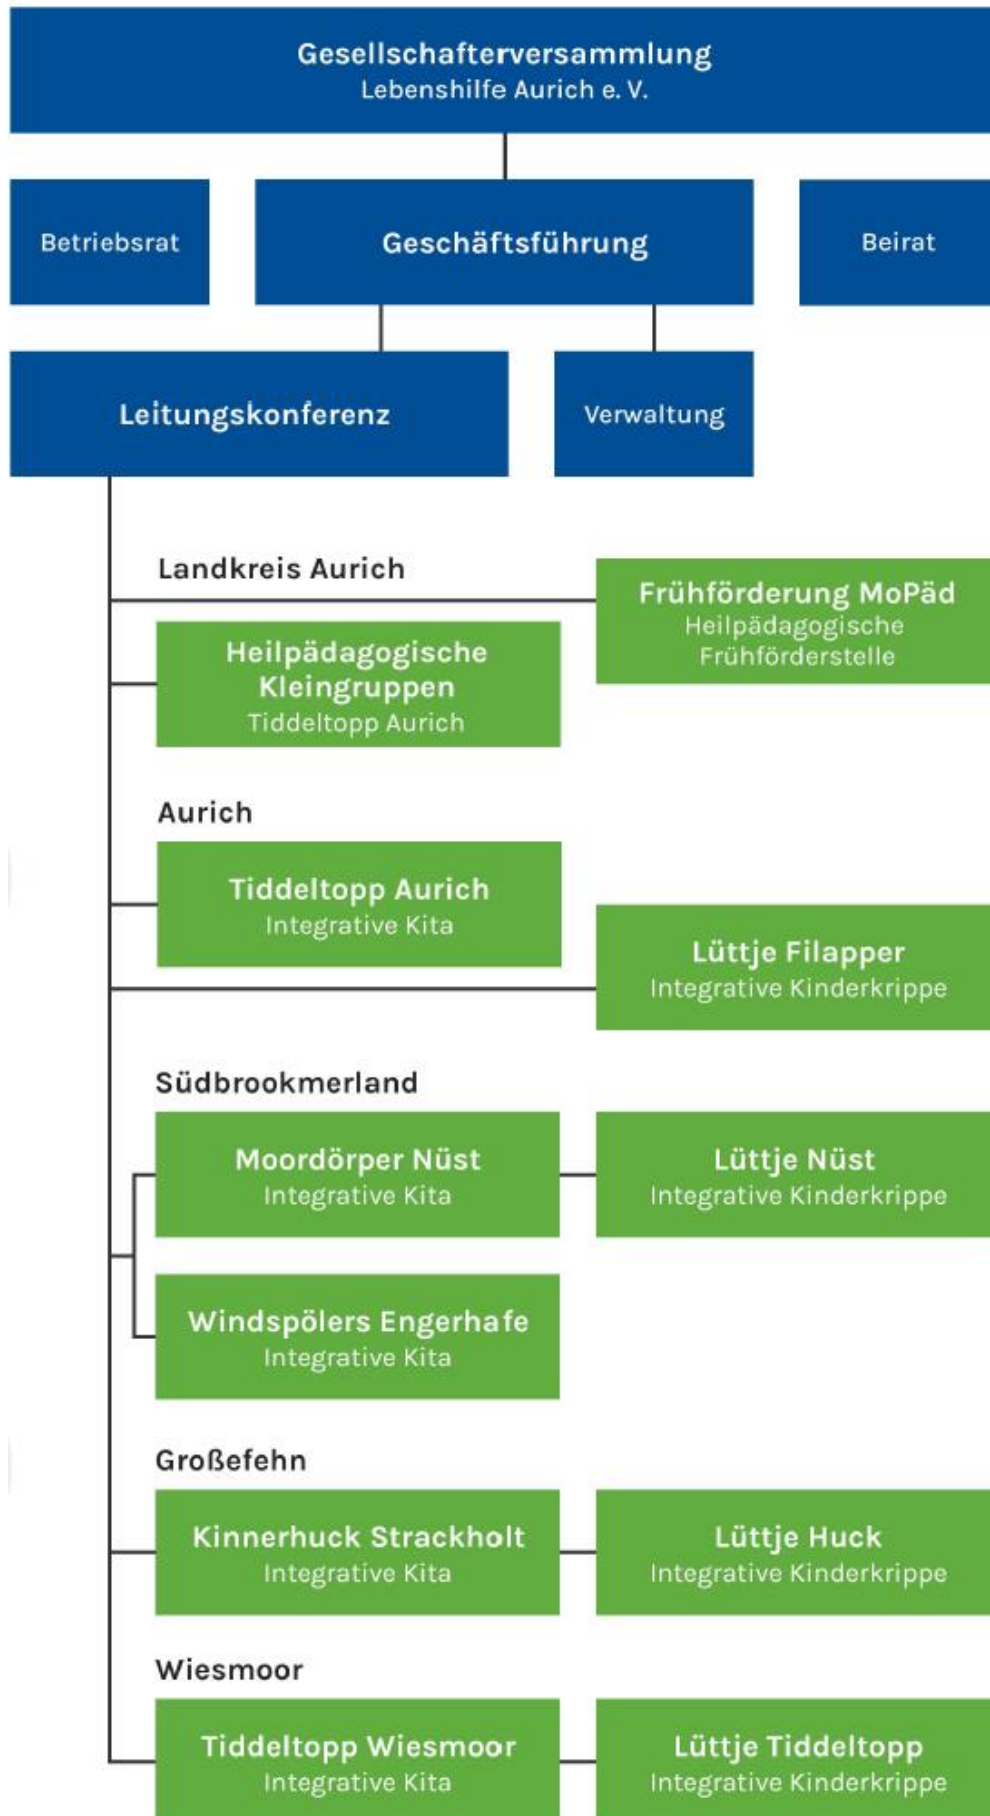 Gesellschafterversammlung
Lebenshilfe Aurich e. V.
Betriebsrat
Geschäftsführung
Beirat
Leitungskonferenz
Verwaltung
Landkreis Aurich
Frühförderung MoPäd
Heilpädagogische
Frühförderstelle
Heilpädagogische
Kleingruppen
Tiddeltopp Aurich
Aurich
Tiddeltopp Aurich
Integrative Kita
Lüttje Filapper
Integrative Kinderkrippe
Südbrookmerland
Moordörper Nüst
Integrative Kita
Lüttje Nüst
Integrative Kinderkrippe
Windspölers Engerhafe
Integrative Kita
Großefehn
Kinnerhuck Strackholt
Integrative Kita
Lüttje Huck
Integrative Kinderkrippe
Wiesmoor
Tiddeltopp Wiesmoor
Integrative Kita
Lüttje Tiddeltopp
Integrative Kinderkrippe